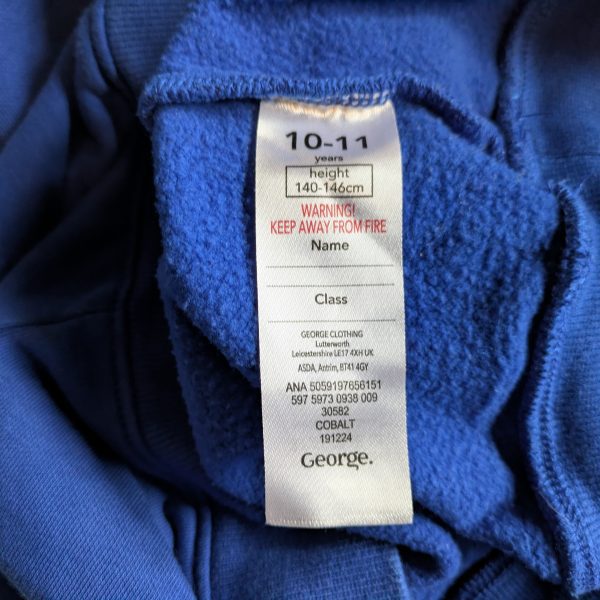 10-11
years
height
140-146cm
WARNING!
KEEP AWAY FROM FIRE
Name
Class
GEORGE CLOTHING
Lutterworth
Leicestershire LE17 4XH UK
ASDA, Antrim, BT41 4GY
ANA 5059197656151
597 5973 0938 009
30582
COBALT
191224
George.